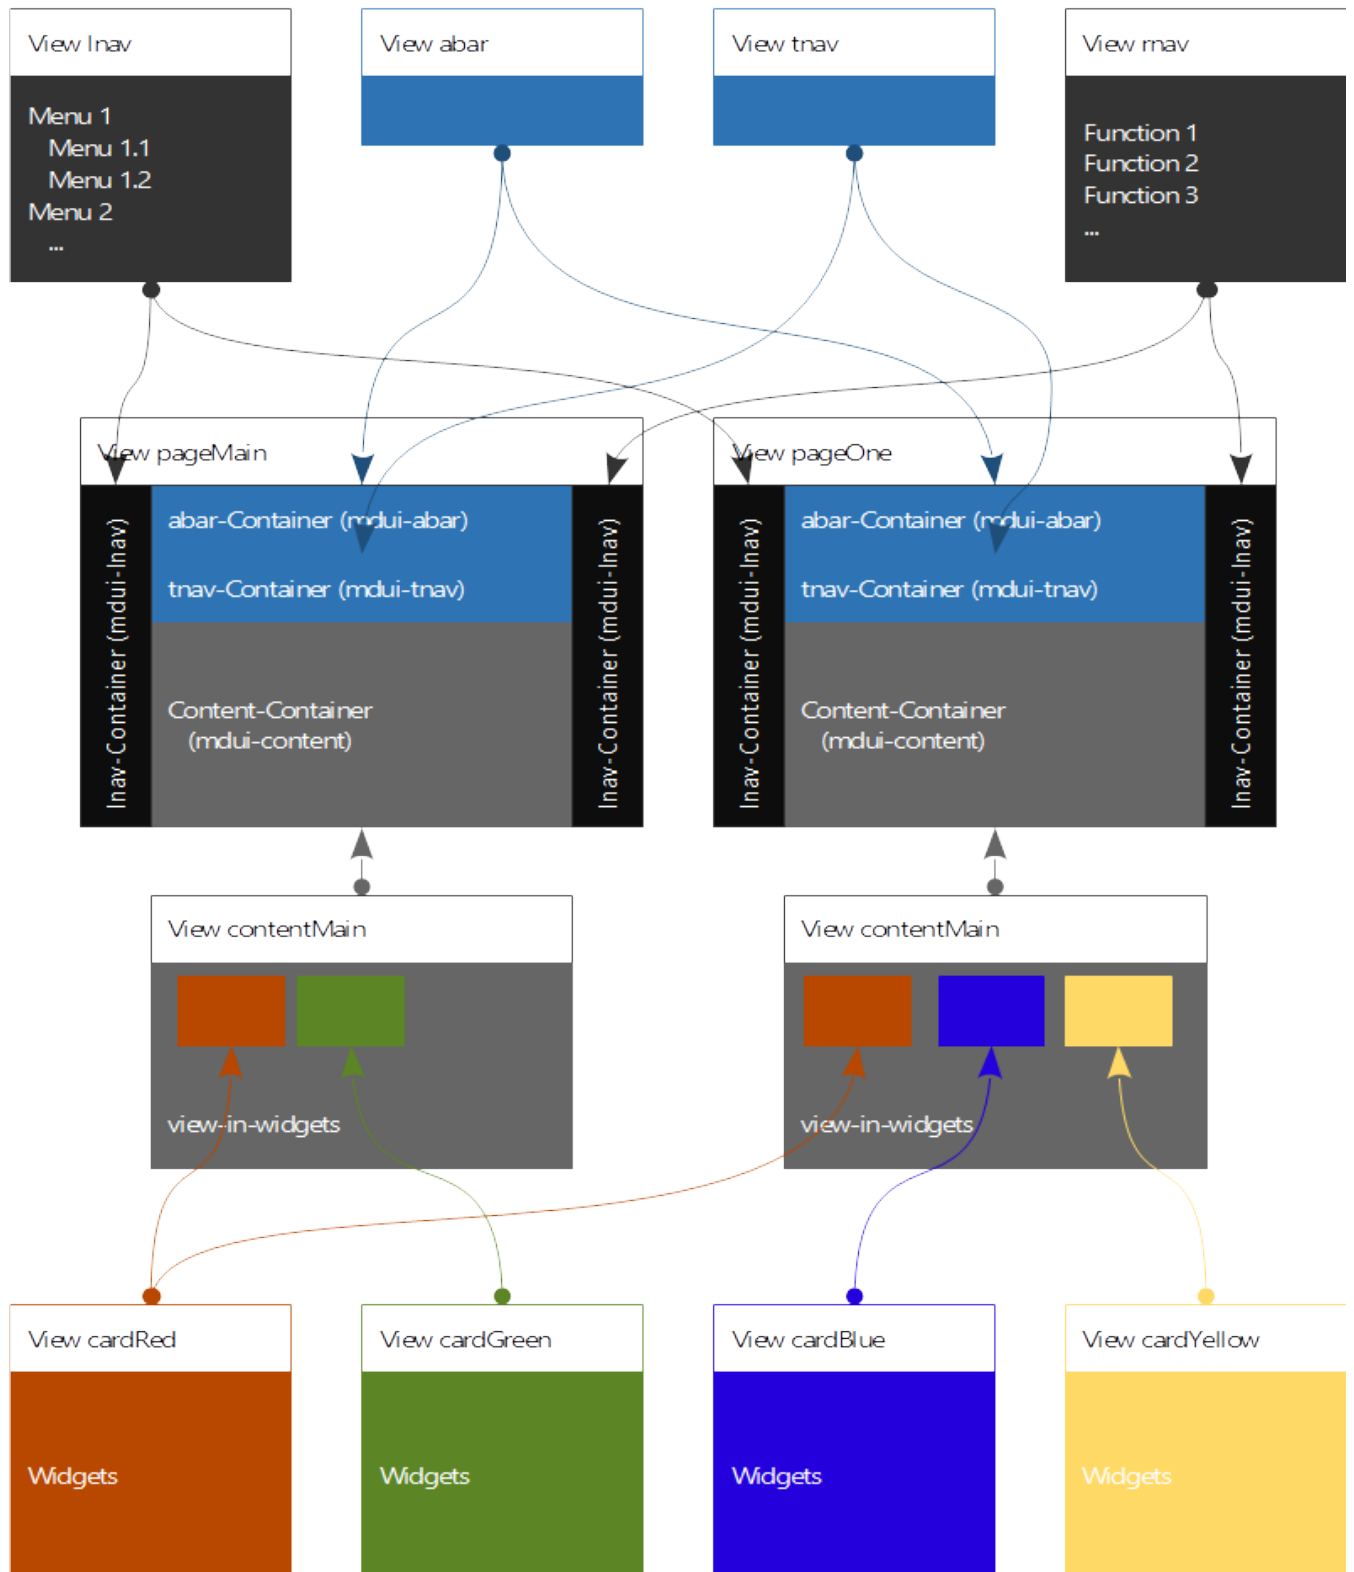 View lnav
View abar
View tnav
View rnav
Menu 1
Menu 1.1
Menu 1.2
Menu 2
...
Function 1
Function 2
Function 3
...
View pageMain
lnav-Container (mdui-lnav)
abar-Container (mdui-abar)
tnav-Container (mdui-tnav)
Content-Container
(mdui-content)
lnav-Container (mdui-lnav)
View pageOne
lnav-Container (mdui-lnav)
abar-Container (mdui-abar)
tnav-Container (mdui-tnav)
Content-Container
(mdui-content)
lnav-Container (mdui-lnav)
View contentMain
view-in-widgets
View contentMain
view-in-widgets
View cardRed
Widgets
View cardGreen
Widgets
View cardBlue
Widgets
View cardYellow
Widgets